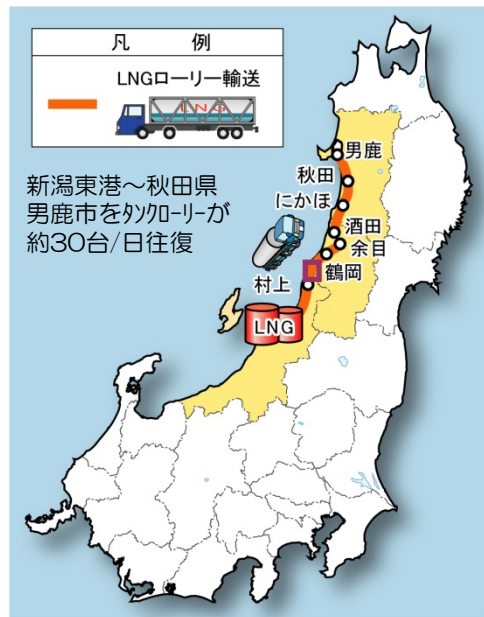 凡 例
LNGローリー輸送
LNG
新潟東港～秋田県
男鹿市をﾀﾝｸﾛｰﾘｰが
約30台/日往復
男鹿
秋田
にかほ
酒田
余目
鶴岡
村上
LNG